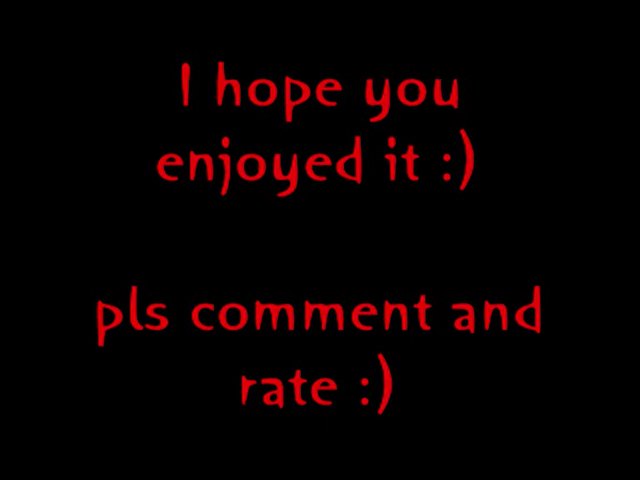 I hope you
enjoyed it :)
pls comment and
rate :)